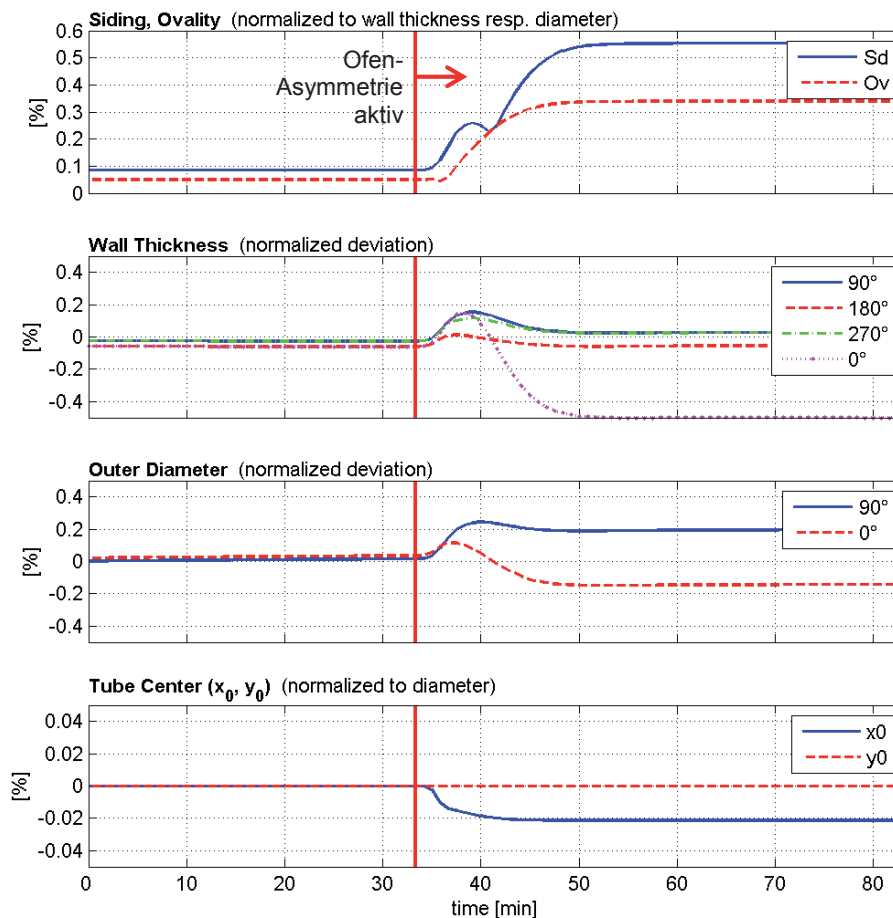 Siding, Ovality (normalized to wall thickness resp. diameter)
0.6
0.5
0.4
0.3
0.2
0.1
0
[%]
Ofen-
Asymmetrie
aktiv
Sd
Ov
Wall Thickness (normalized deviation)
0.4
0.2
0
-0.2
-0.4
[%]
90°
180°
270°
0°
Outer Diameter (normalized deviation)
0.4
0.2
0
-0.2
-0.4
[%]
90°
0°
Tube Center (x0, y0) (normalized to diameter)
0.04
0.02
0
-0.02
-0.04
[%]
x0
y0
0 10 20 30 40 50 60 70 80
time [min]